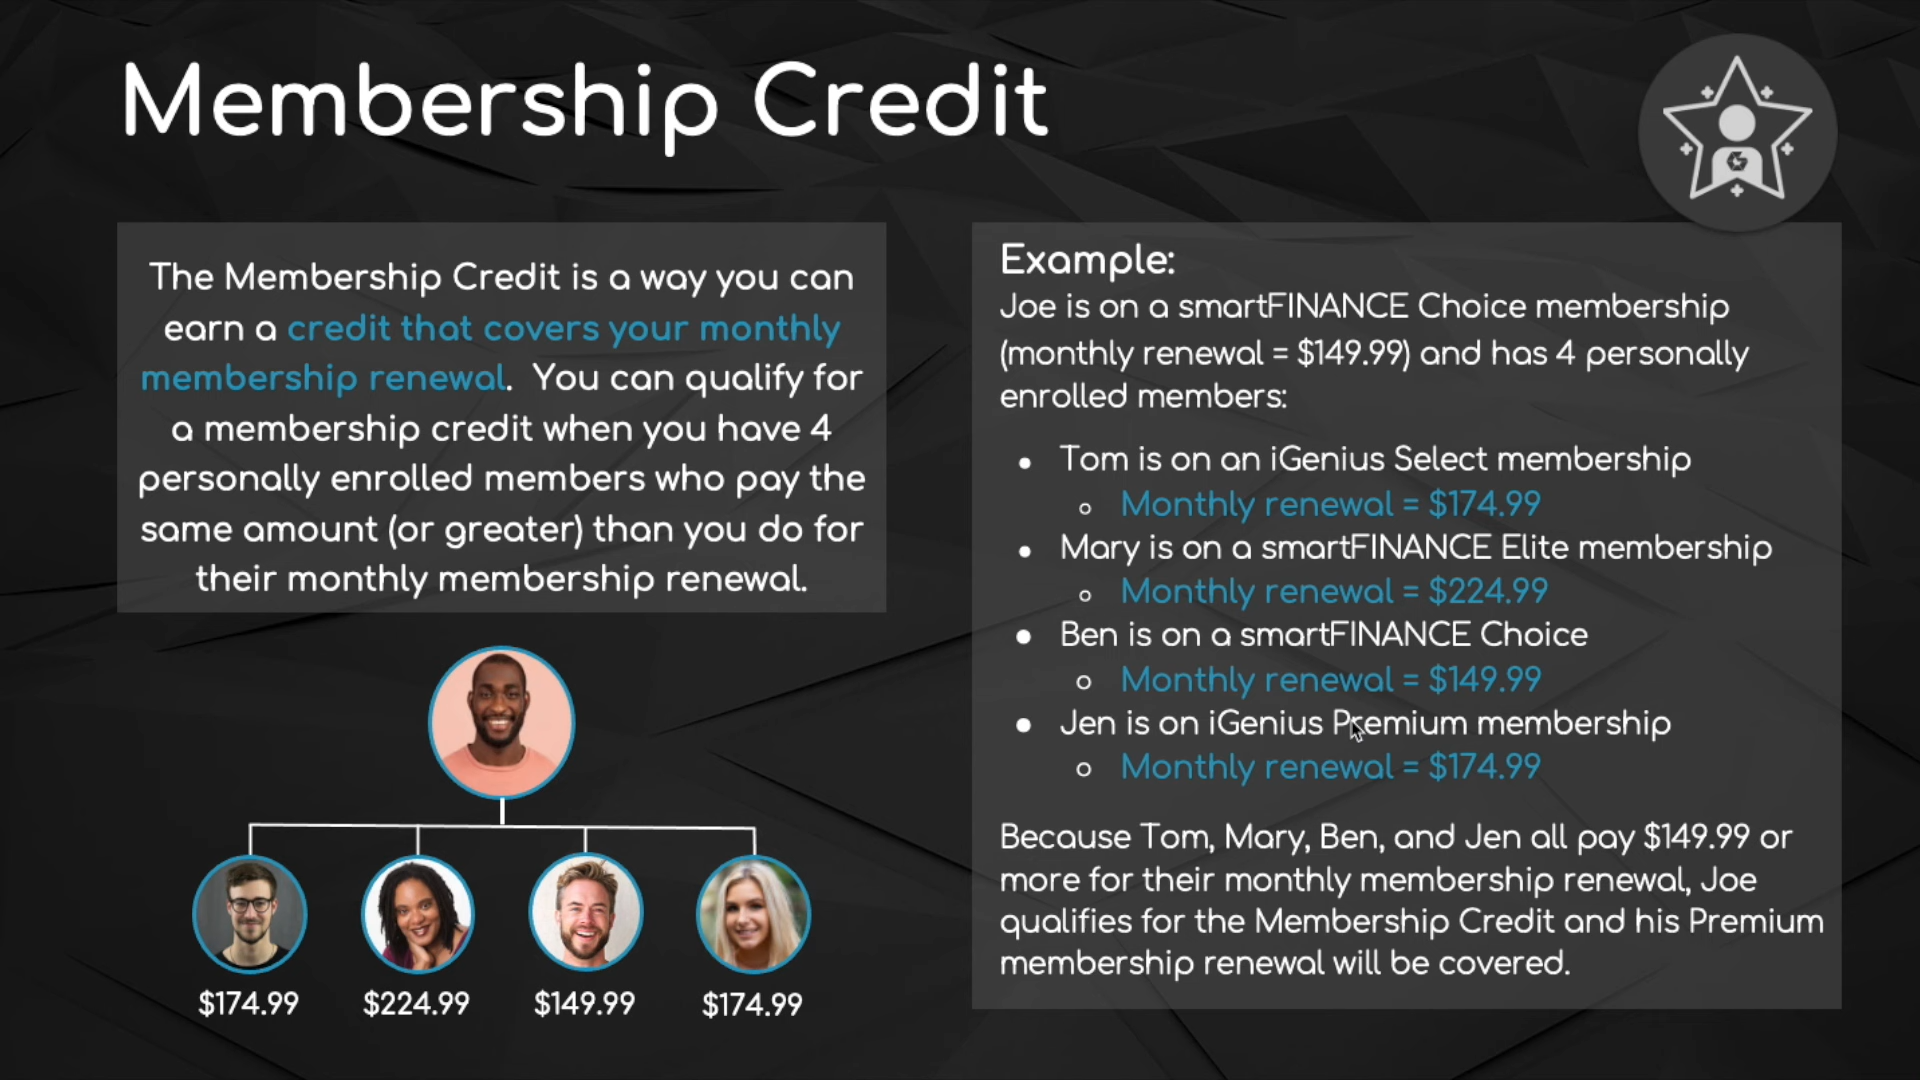 Membership Credit
The Membership Credit is a way you can
earn a credit that covers your monthly
membership renewal. You can qualify for
a membership credit when you have 4
personally enrolled members who pay the
same amount (or greater) than you do for
their monthly membership renewal.
$174.99
$224.99
$149.99
$174.99
Example:
Joe is on a smartFINANCE Choice membership
(monthly renewal = $149.99) and has 4 personally
enrolled members:
Tom is on an iGenius Select membership
Monthly renewal = $174.99
Mary is on a smartFINANCE Elite membership
Monthly renewal = $224.99
Ben is on a smartFINANCE Choice
Monthly renewal = $149.99
Jen is on iGenius Premium membership
Monthly renewal = $174.99
Because Tom, Mary, Ben, and Jen all pay $149.99 or
more for their monthly membership renewal, Joe
qualifies for the Membership Credit and his Premium
membership renewal will be covered.